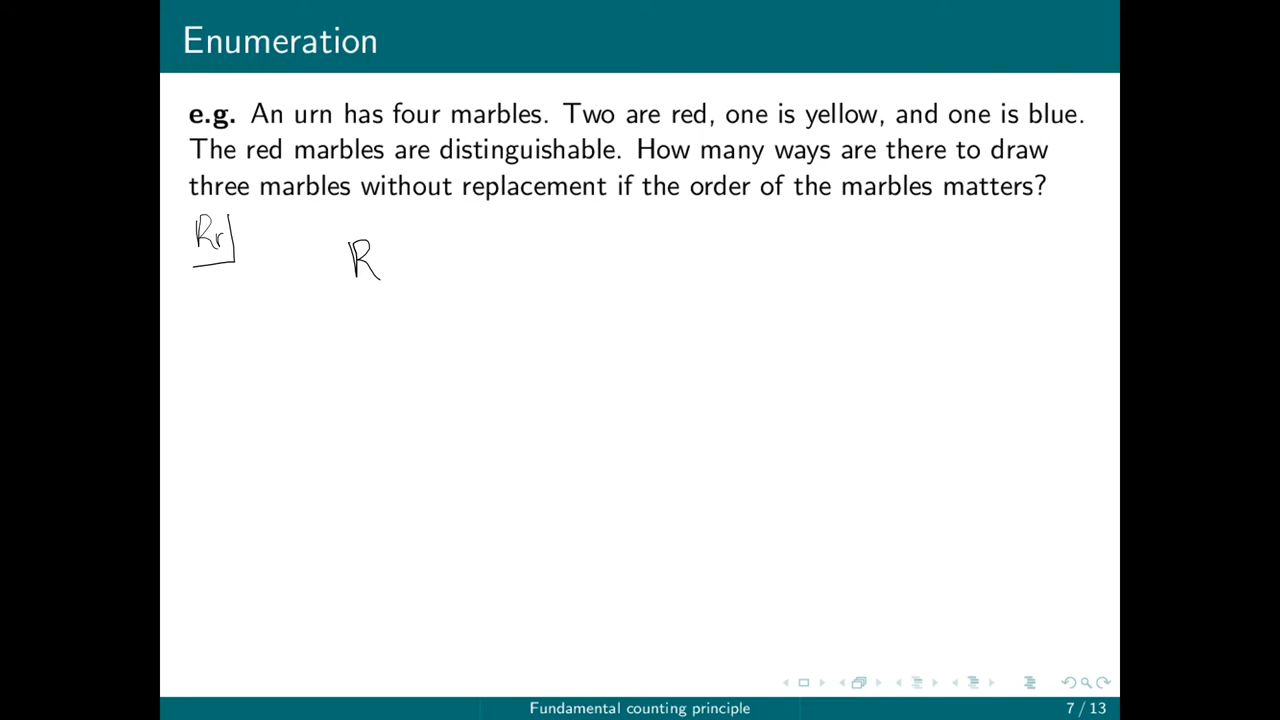 Enumeration
e.g. An urn has four marbles. Two are red, one is yellow, and one is blue.
The red marbles are distinguishable. How many ways are there to draw
three marbles without replacement if the order of the marbles matters?
Rr
R
Fundamental counting principle
7 / 13